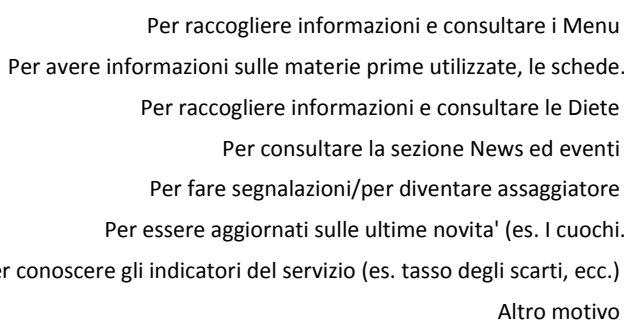 Per raccogliere informazioni e consultare i Menu
Per avere informazioni sulle materie prime utilizzate, le schede.
Per raccogliere informazioni e consultare le Diete
Per consultare la sezione News ed eventi
Per fare segnalazioni/per diventare assaggiatore
Per essere aggiornati sulle ultime novita' (es. I cuochi.
er conoscere gli indicatori del servizio (es. tasso degli scarti, ecc.)
Altro motivo